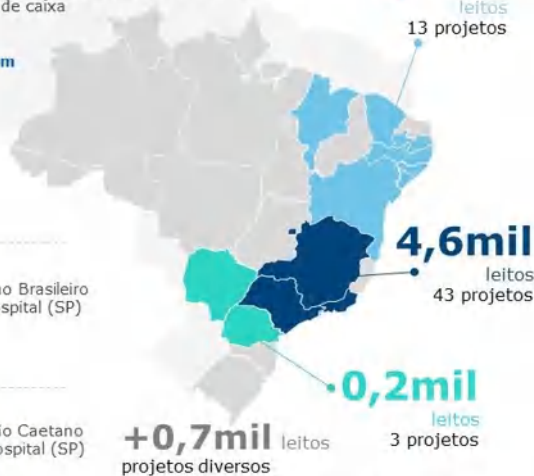 de caixa
leitos
13 projetos
m
4,6mil
leitos
43 projetos
o Brasileiro
spital (SP)
0,2mil
leitos
3 projetos
io Caetano
ospital (SP)
+0,7mil leitos
projetos diversos